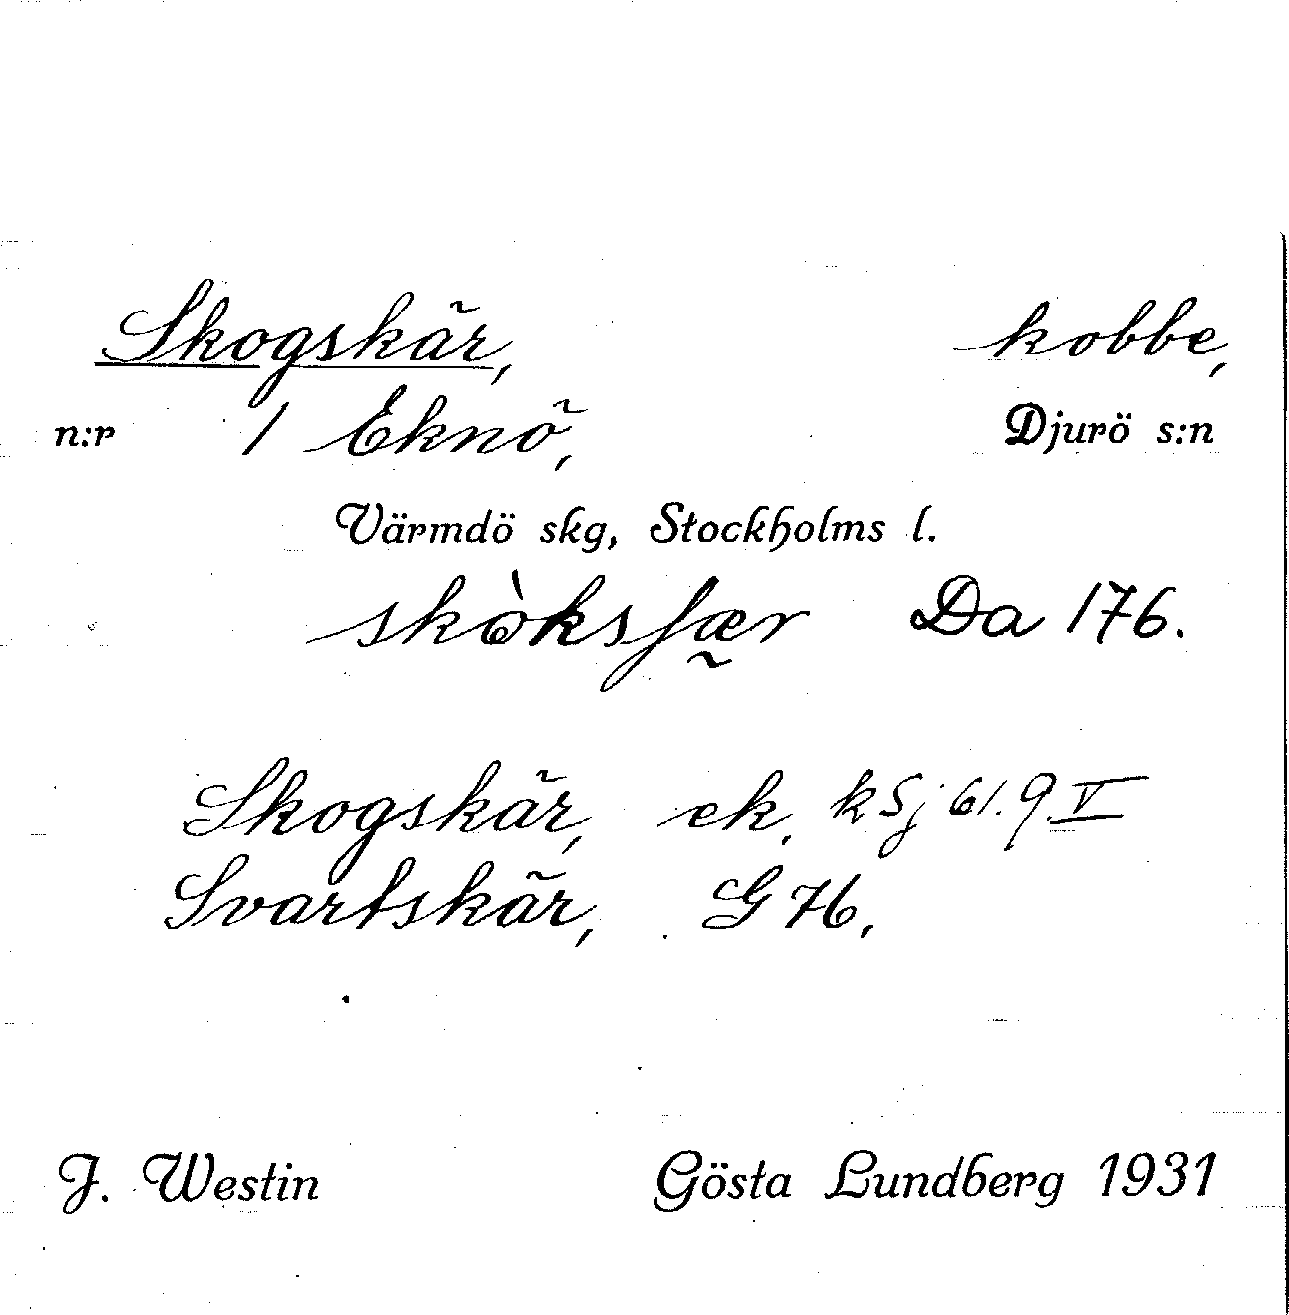 Skogskär, kobbe,
n:r 1 Eknö, Djurö s:n
Värmdö skg, Stockholms l.
skòksſær Da 176.
Skogskär, ek. kSj 61.9.V
Svartskär, G 76,
J. Westin Gösta Lundberg 1931